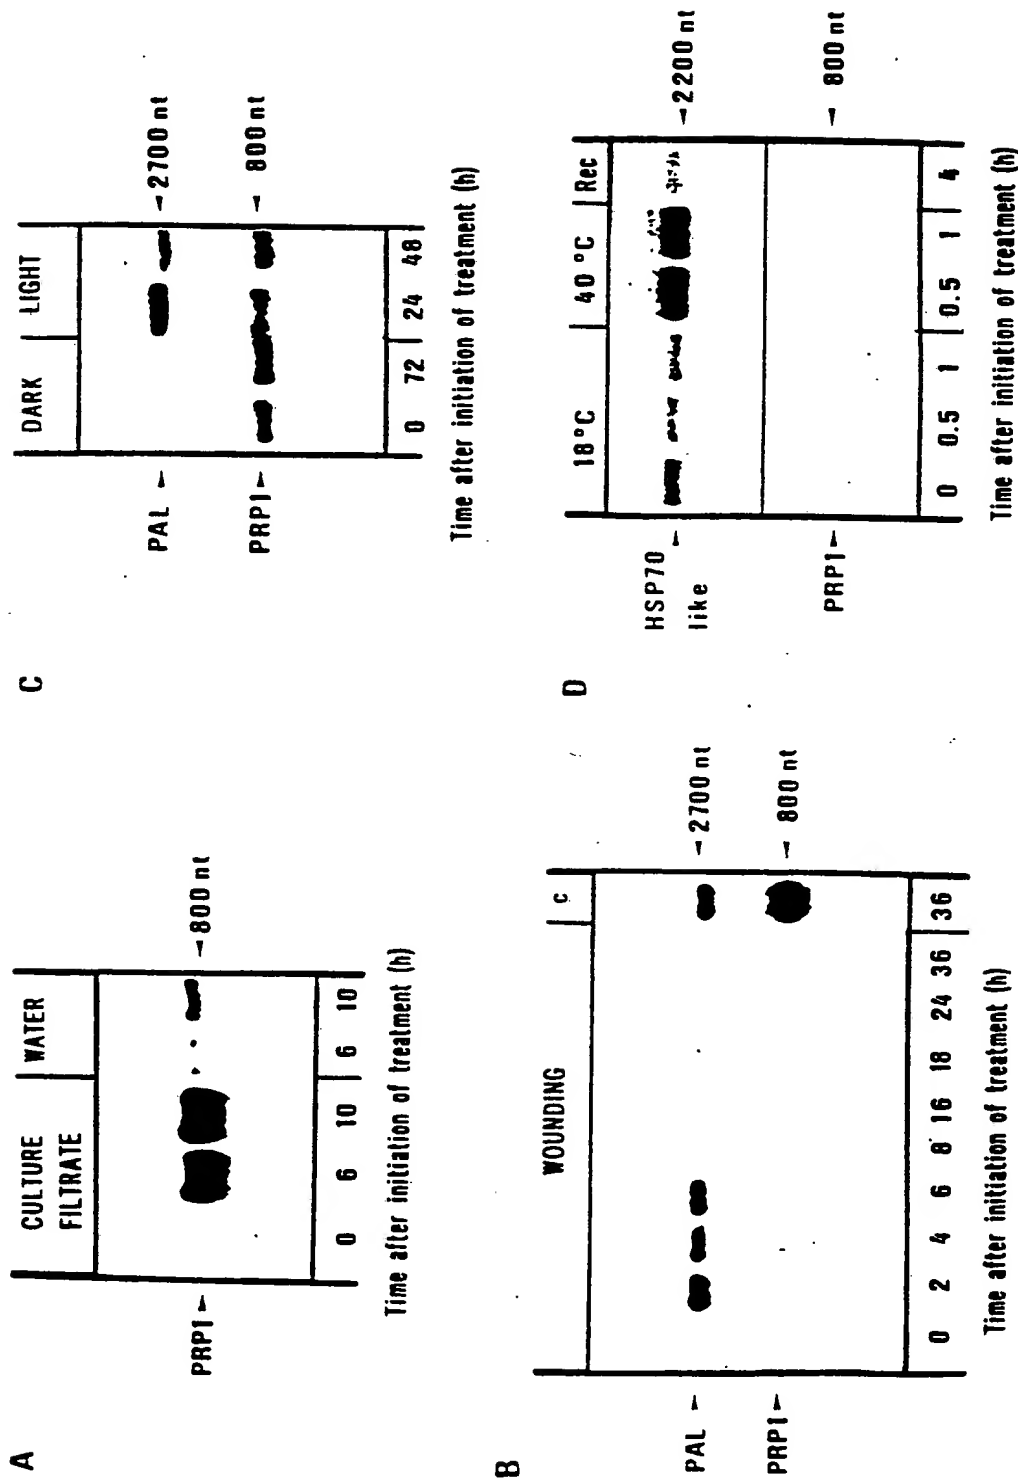 A
CULTURE
FILTRATE
WATER
PRP1
800 nt
0 6 10 6 10
Time after initiation of treatment (h)
B
WOUNDING
c
PAL
2700 nt
PRP1
800 nt
0 2 4 6 8 16 18 24 36 36
Time after initiation of treatment (h)
C
DARK
LIGHT
PAL
2700 nt
PRP1
800 nt
0 72 24 48
Time after initiation of treatment (h)
D
18°C
40°C
Rec
HSP70
like
2200 nt
PRP1
800 nt
0 0.5 1 0.5 1 4
Time after initiation of treatment (h)